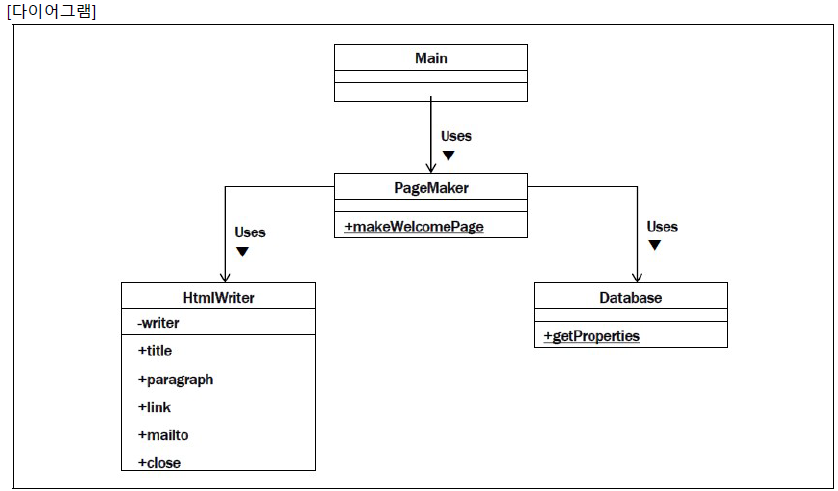 [다이어그램]
Main
Uses
▼
PageMaker
+makeWelcomePage
Uses
▼
Uses
▼
HtmlWriter
-writer
+title
+paragraph
+link
+mailto
+close
Database
+getProperties